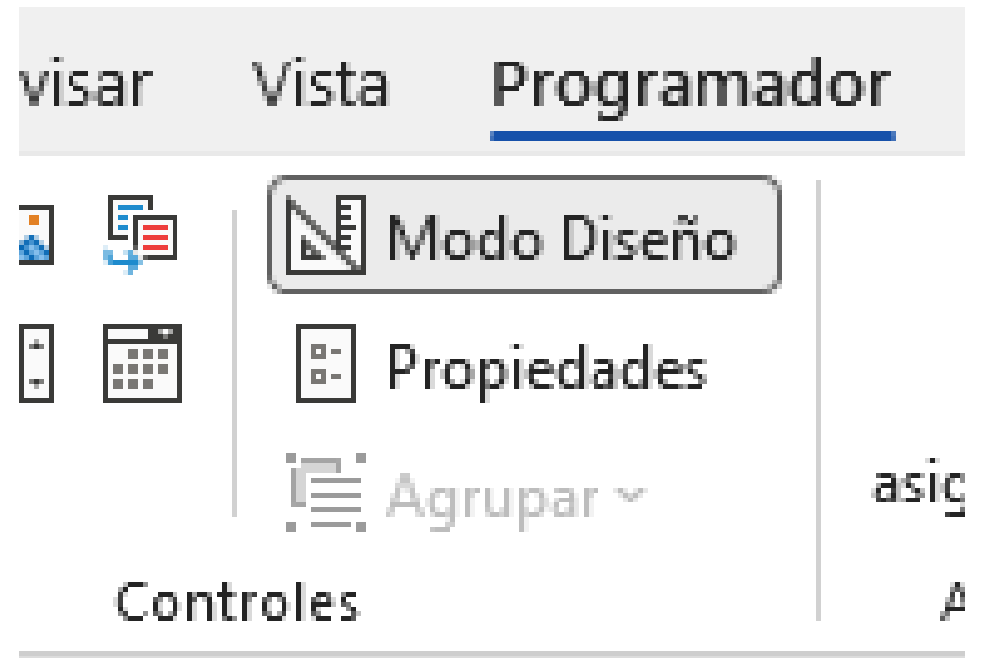 visar Vista Programador
Modo Diseño
Propiedades
Agrupar
asig
Controles